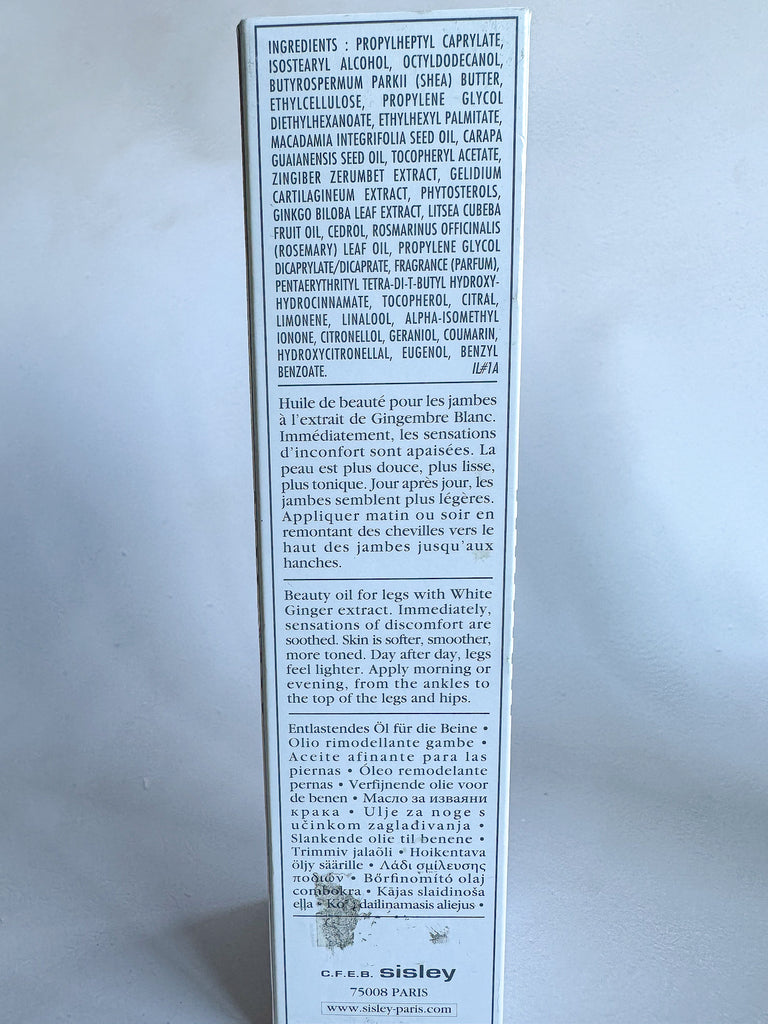 INGREDIENTS : PROPYLHEPTYL CAPRYLATE,
ISOSTEARYL ALCOHOL, OCTYLDODECANOL,
BUTYROSPERMUM PARKII (SHEA) BUTTER,
ETHYLCELLULOSE, PROPYLENE GLYCOL
DIETHYLHEXANOATE, ETHYLHEXYL PALMITATE,
MACADAMIA INTEGRIFOLIA SEED OIL, CARAPA
GUAIANENSIS SEED OIL, TOCOPHERYL ACETATE,
ZINGIBER ZERUMBET EXTRACT, GELIDIUM
CARTILAGINEUM EXTRACT, PHYTOSTEROLS,
GINKGO BILOBA LEAF EXTRACT, LITSEA CUBEBA
FRUIT OIL, CEDROL, ROSMARINUS OFFICINALIS
(ROSEMARY) LEAF OIL, PROPYLENE GLYCOL
DICAPRYLATE/DICAPRATE, FRAGRANCE (PARFUM),
PENTAERYTHRITYL TETRA-DI-T-BUTYL HYDROXY-
HYDROCINNAMATE, TOCOPHEROL, CITRAL,
LIMONENE, LINALOOL, ALPHA-ISOMETHYL
IONONE, CITRONELLOL, GERANIOL, COUMARIN,
HYDROXYCITRONELLAL, EUGENOL, BENZYL
BENZOATE. IL#1A
Huile de beauté pour les jambes
à l'extrait de Gingembre Blanc.
Immédiatement, les sensations
d'inconfort sont apaisées. La
peau est plus douce, plus lisse,
plus tonique. Jour après jour, les
jambes semblent plus légères.
Appliquer matin ou soir en
remontant des chevilles vers le
haut des jambes jusqu'aux
hanches.
Beauty oil for legs with White
Ginger extract. Immediately,
sensations of discomfort are
soothed. Skin is softer, smoother,
more toned. Day after day, legs
feel lighter. Apply morning or
evening, from the ankles to
the top of the legs and hips.
Entlastendes Öl für die Beine •
Olio rimodellante gambe •
Aceite afinante para las
piernas • Óleo remodelante
pernas • Verfijnende olie voor
de benen • Масло за изваяни
крака • Ulje za noge s
učinkom zaglađivanja •
Slankende olie til benene •
Trimmiv jalaõli • Hoikentava
öljy säärille • Λάδι σμίλευσης
ποδιών • Bőrfinomító olaj
combokra • Kājas slaidinoša
eļļa • dailinamasis aliejus •
C.F.E.B. sisley
75008 PARIS
www.sisley-paris.com